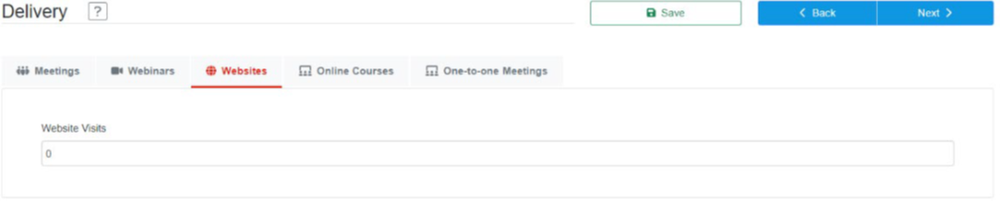 Delivery ?
Save
Back Next
Meetings Webinars Websites Online Courses One-to-one Meetings
Website Visits
0